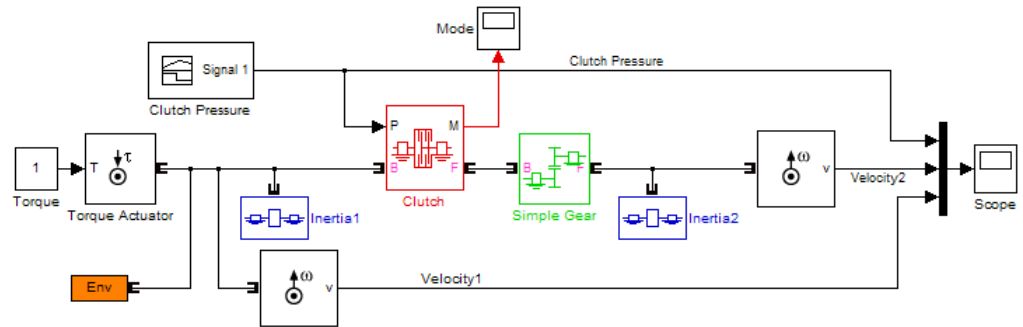 Mode
Signal 1
Clutch Pressure
Clutch Pressure
P
M
B
F
Clutch
1
Torque
T
τ
Torque Actuator
Inertia1
B
F
Simple Gear
Inertia2
ω
v
Velocity2
Scope
Env
ω
v
Velocity1